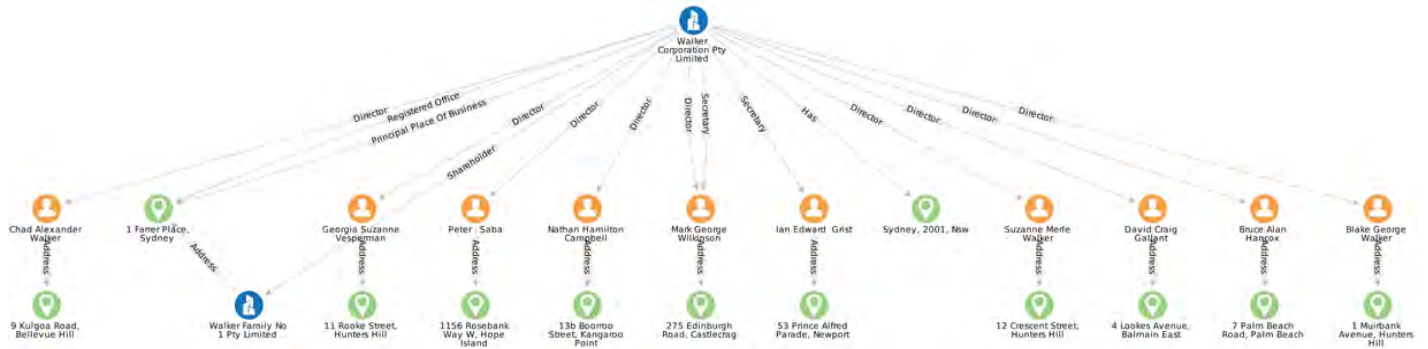 Walker
Corporation Pty
Limited
Director
Registered Office
Principal Place Of Business
Director
Shareholder
Director
Director
Director
Secretary
Secretary
Has
Director
Director
Director
Director
Chad Alexander
Walker
1 Farrer Place,
Sydney
Georgia Suzanne
Vesperman
Peter . Saba
Nathan Hamilton
Campbell
Mark George
Wilkinson
Ian Edward Grist
Sydney, 2001, Nsw
Suzanne Merle
Walker
David Craig
Gallant
Bruce Alan
Hancox
Blake George
Walker
Address
Address
Address
Address
Address
Address
Address
Address
Address
Address
Address
9 Kulgoa Road,
Bellevue Hill
Walker Family No
1 Pty Limited
11 Rooke Street,
Hunters Hill
1156 Rosebank
Way W, Hope
Island
13b Booroo
Street, Kangaroo
Point
275 Edinburgh
Road, Castlecrag
53 Prince Alfred
Parade, Newport
12 Crescent Street,
Hunters Hill
4 Lookes Avenue,
Balmain East
7 Palm Beach
Road, Palm Beach
1 Muirbank
Avenue, Hunters
Hill